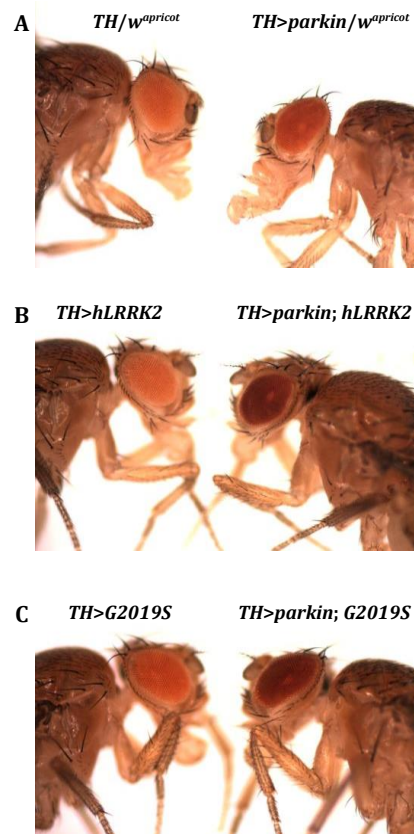 A TH/w^apricot TH>parkin/w^apricot
B TH>hLRRK2 TH>parkin; hLRRK2
C TH>G2019S TH>parkin; G2019S